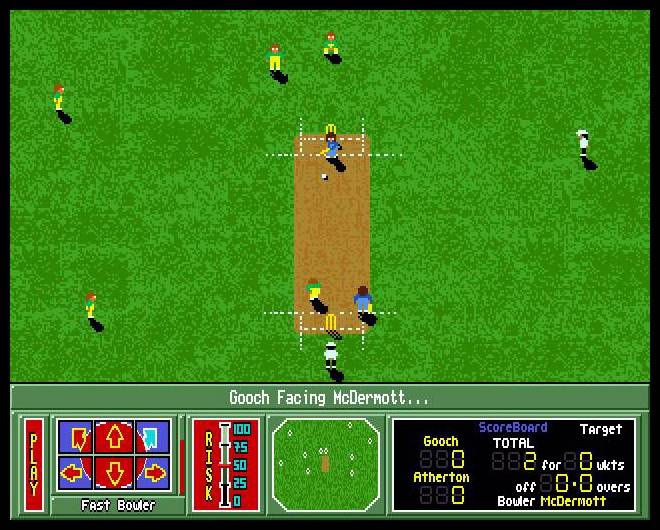 Gooch Facing McDermott...
PLAY
Fast Bowler
RISK
100
75
50
25
0
ScoreBoard Target
Gooch TOTAL
0 2 for 0 wkts
Atherton off 0.0 overs
0 Bowler McDermott